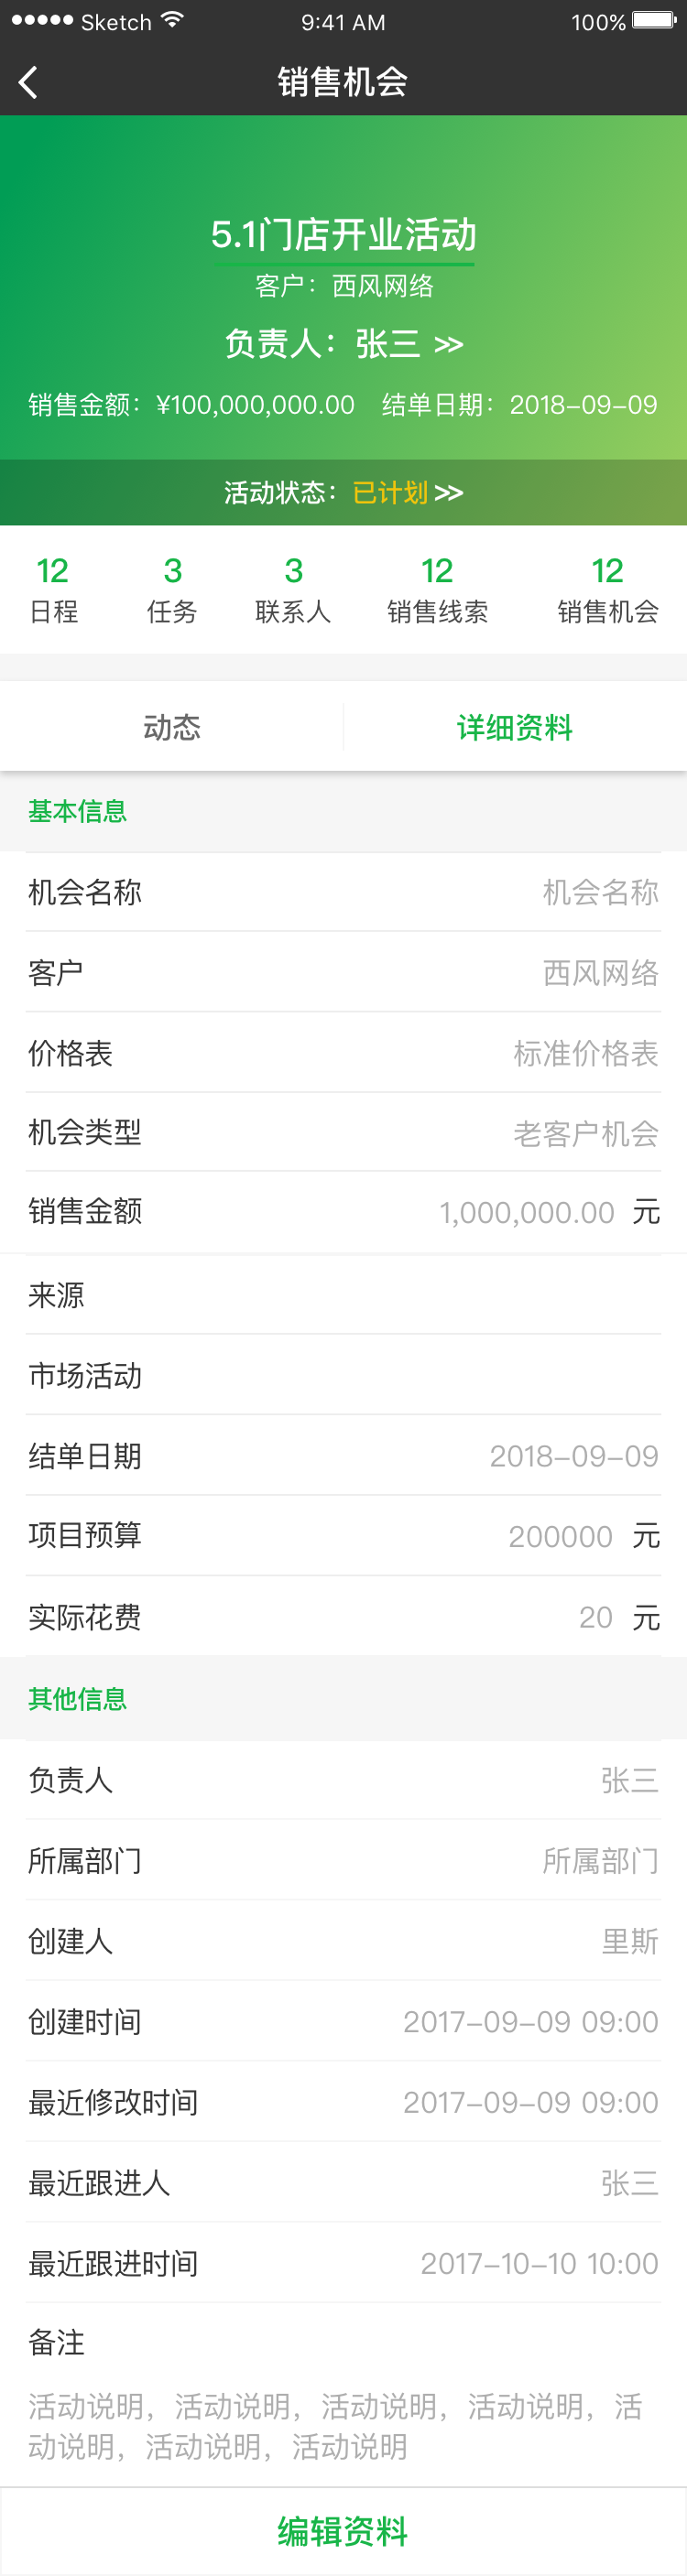 Sketch 9:41 AM 100%
销售机会
5.1门店开业活动
客户：西风网络
负责人：张三 >>
销售金额：¥100,000,000.00 结单日期：2018-09-09
活动状态：已计划 >>
12 3 3 12 12
日程 任务 联系人 销售线索 销售机会
动态 详细资料
基本信息
机会名称 机会名称
客户 西风网络
价格表 标准价格表
机会类型 老客户机会
销售金额 1,000,000.00 元
来源
市场活动
结单日期 2018-09-09
项目预算 200000 元
实际花费 20 元
其他信息
负责人 张三
所属部门 所属部门
创建人 里斯
创建时间 2017-09-09 09:00
最近修改时间 2017-09-09 09:00
最近跟进人 张三
最近跟进时间 2017-10-10 10:00
备注
活动说明，活动说明，活动说明，活动说明，活
动说明，活动说明，活动说明
编辑资料